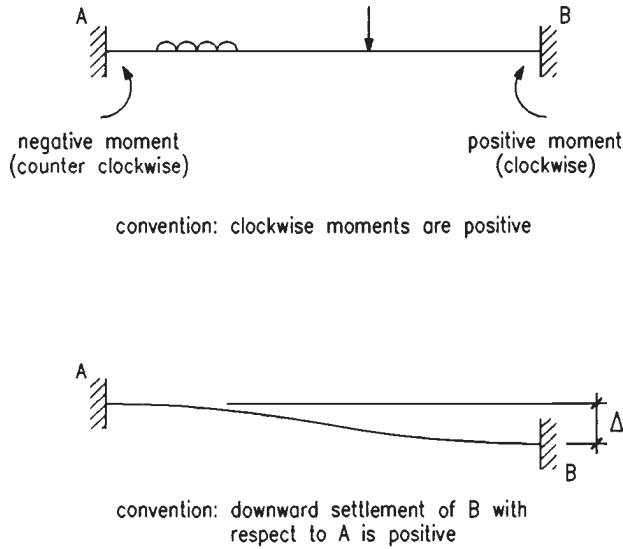 A
B
negative moment
(counter clockwise)
positive moment
(clockwise)
convention: clockwise moments are positive
A
Δ
B
convention: downward settlement of B with
respect to A is positive